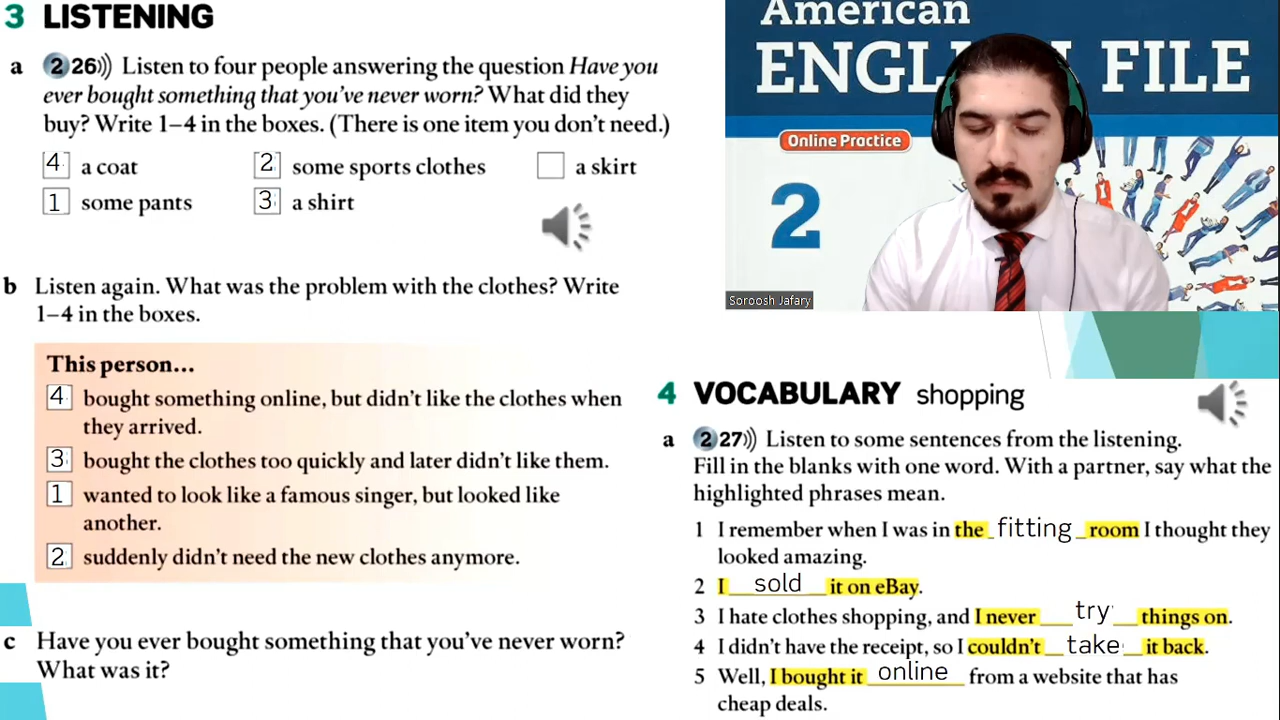 3 LISTENING
a 2 26))) Listen to four people answering the question Have you
ever bought something that you've never worn? What did they
buy? Write 1–4 in the boxes. (There is one item you don't need.)
4 a coat 2 some sports clothes a skirt
1 some pants 3 a shirt
b Listen again. What was the problem with the clothes? Write
1–4 in the boxes.
This person...
4 bought something online, but didn't like the clothes when
they arrived.
3 bought the clothes too quickly and later didn't like them.
1 wanted to look like a famous singer, but looked like
another.
2 suddenly didn't need the new clothes anymore.
c Have you ever bought something that you've never worn?
What was it?
American
ENGL FILE
Online Practice
2
Soroosh Jafary
4 VOCABULARY shopping
a 2 27))) Listen to some sentences from the listening.
Fill in the blanks with one word. With a partner, say what the
highlighted phrases mean.
1 I remember when I was in the fitting room I thought they
looked amazing.
2 I sold it on eBay.
3 I hate clothes shopping, and I never try things on.
4 I didn't have the receipt, so I couldn't take it back.
5 Well, I bought it online from a website that has
cheap deals.